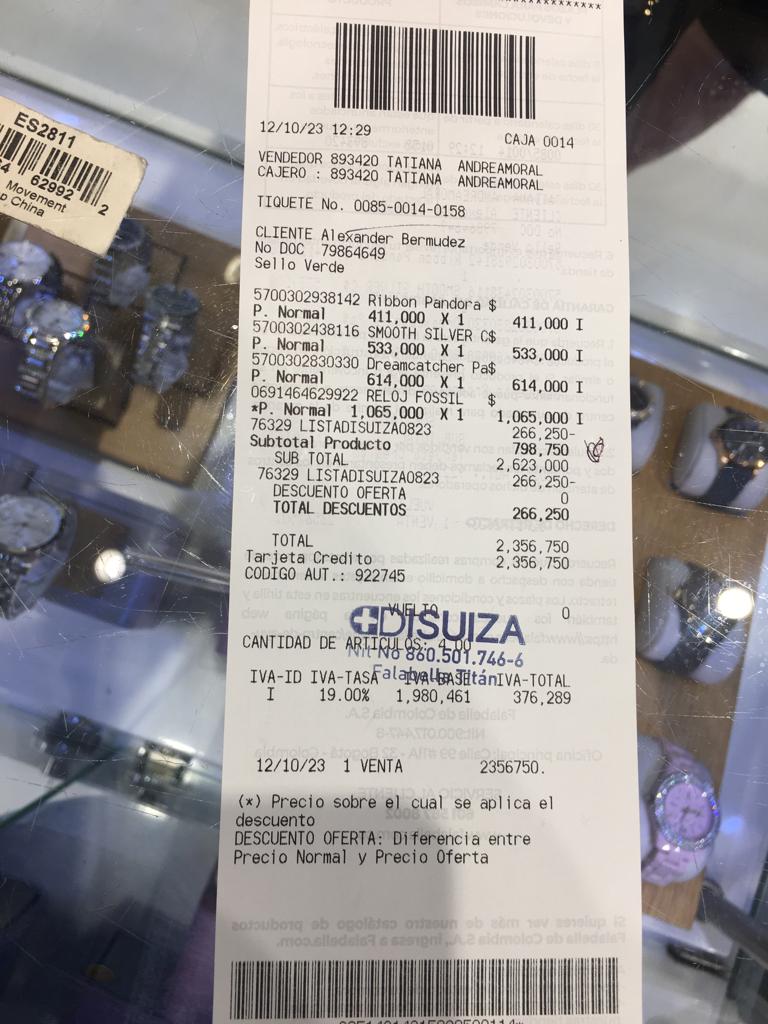 ES2811
62992 2
Movement
China
12/10/23 12:29 CAJA 0014
VENDEDOR 893420 TATIANA ANDREAMORAL
CAJERO : 893420 TATIANA ANDREAMORAL
TIQUETE No. 0085-0014-0158
CLIENTE Alexander Bermudez
No DOC 79864649
Sello Verde
5700302938142 Ribbon Pandora $
P. Normal 411,000 X 1 411,000 I
5700302438116 SMOOTH SILVER C$
P. Normal 533,000 X 1 533,000 I
5700302830330 Dreamcatcher Pa$
P. Normal 614,000 X 1 614,000 I
0691464629922 RELOJ FOSSIL $
*P. Normal 1,065,000 X 1 1,065,000 I
76329 LISTADISUIZA0823 266,250-
Subtotal Producto 798,750
SUB TOTAL 2,623,000
76329 LISTADISUIZA0823 266,250-
DESCUENTO OFERTA 0
TOTAL DESCUENTOS 266,250
TOTAL 2,356,750
Tarjeta Credito 2,356,750
CODIGO AUT.: 922745
VUELTO 0
DISUIZA
CANTIDAD DE ARTICULOS: 4.00
Nit No 860.501.746-6
Falabella Titán
IVA-ID IVA-TASA IVA-BASE IVA-TOTAL
I 19.00% 1,980,461 376,289
12/10/23 1 VENTA 2356750.
(*) Precio sobre el cual se aplica el
descuento
DESCUENTO OFERTA: Diferencia entre
Precio Normal y Precio Oferta